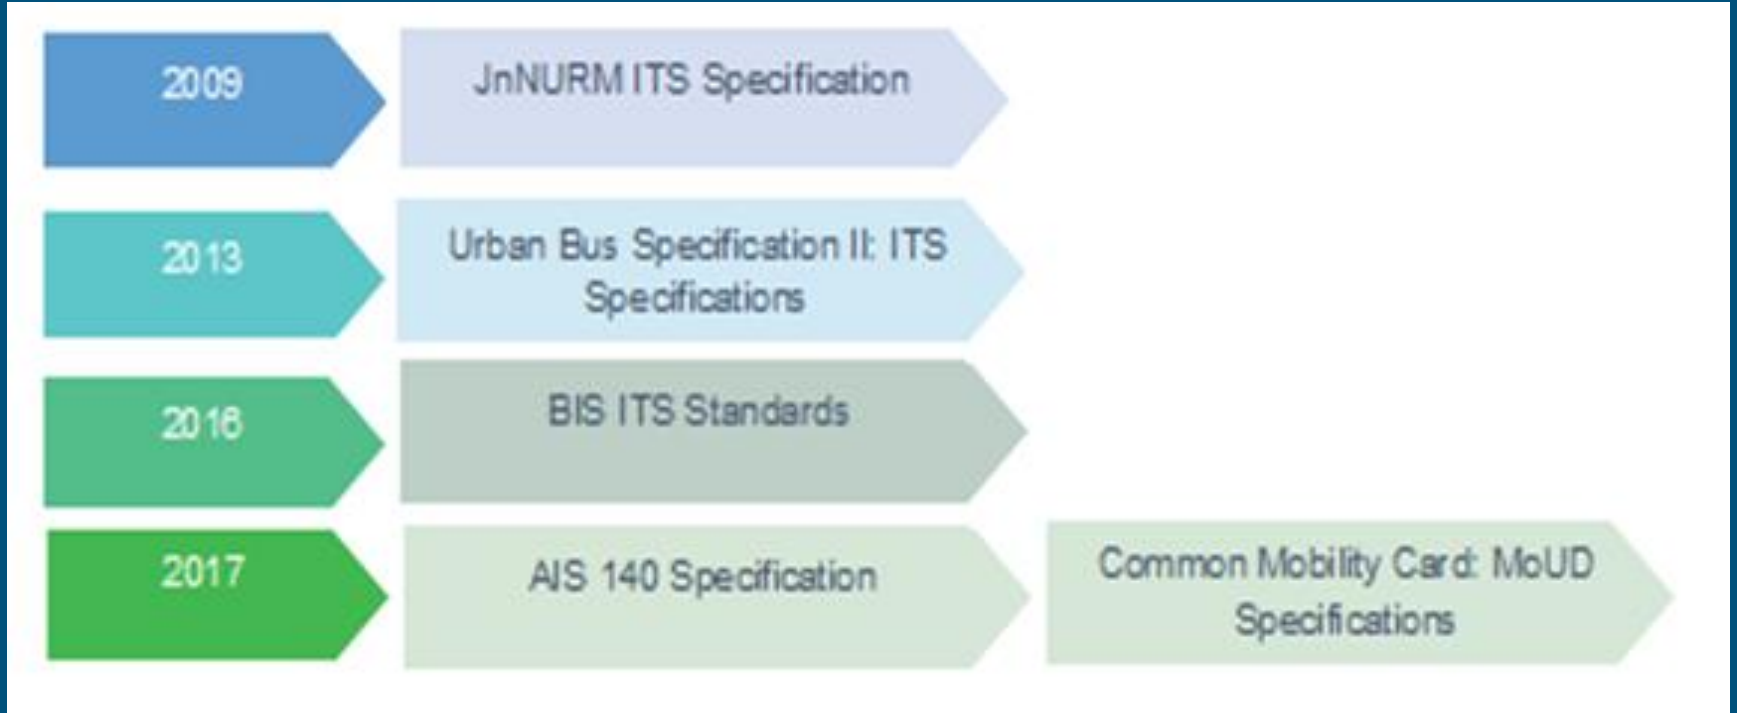 2009
JnNURM ITS Specification
2013
Urban Bus Specification II: ITS
Specifications
2016
BIS ITS Standards
2017
AIS 140 Specification
Common Mobility Card: MoUD
Specifications